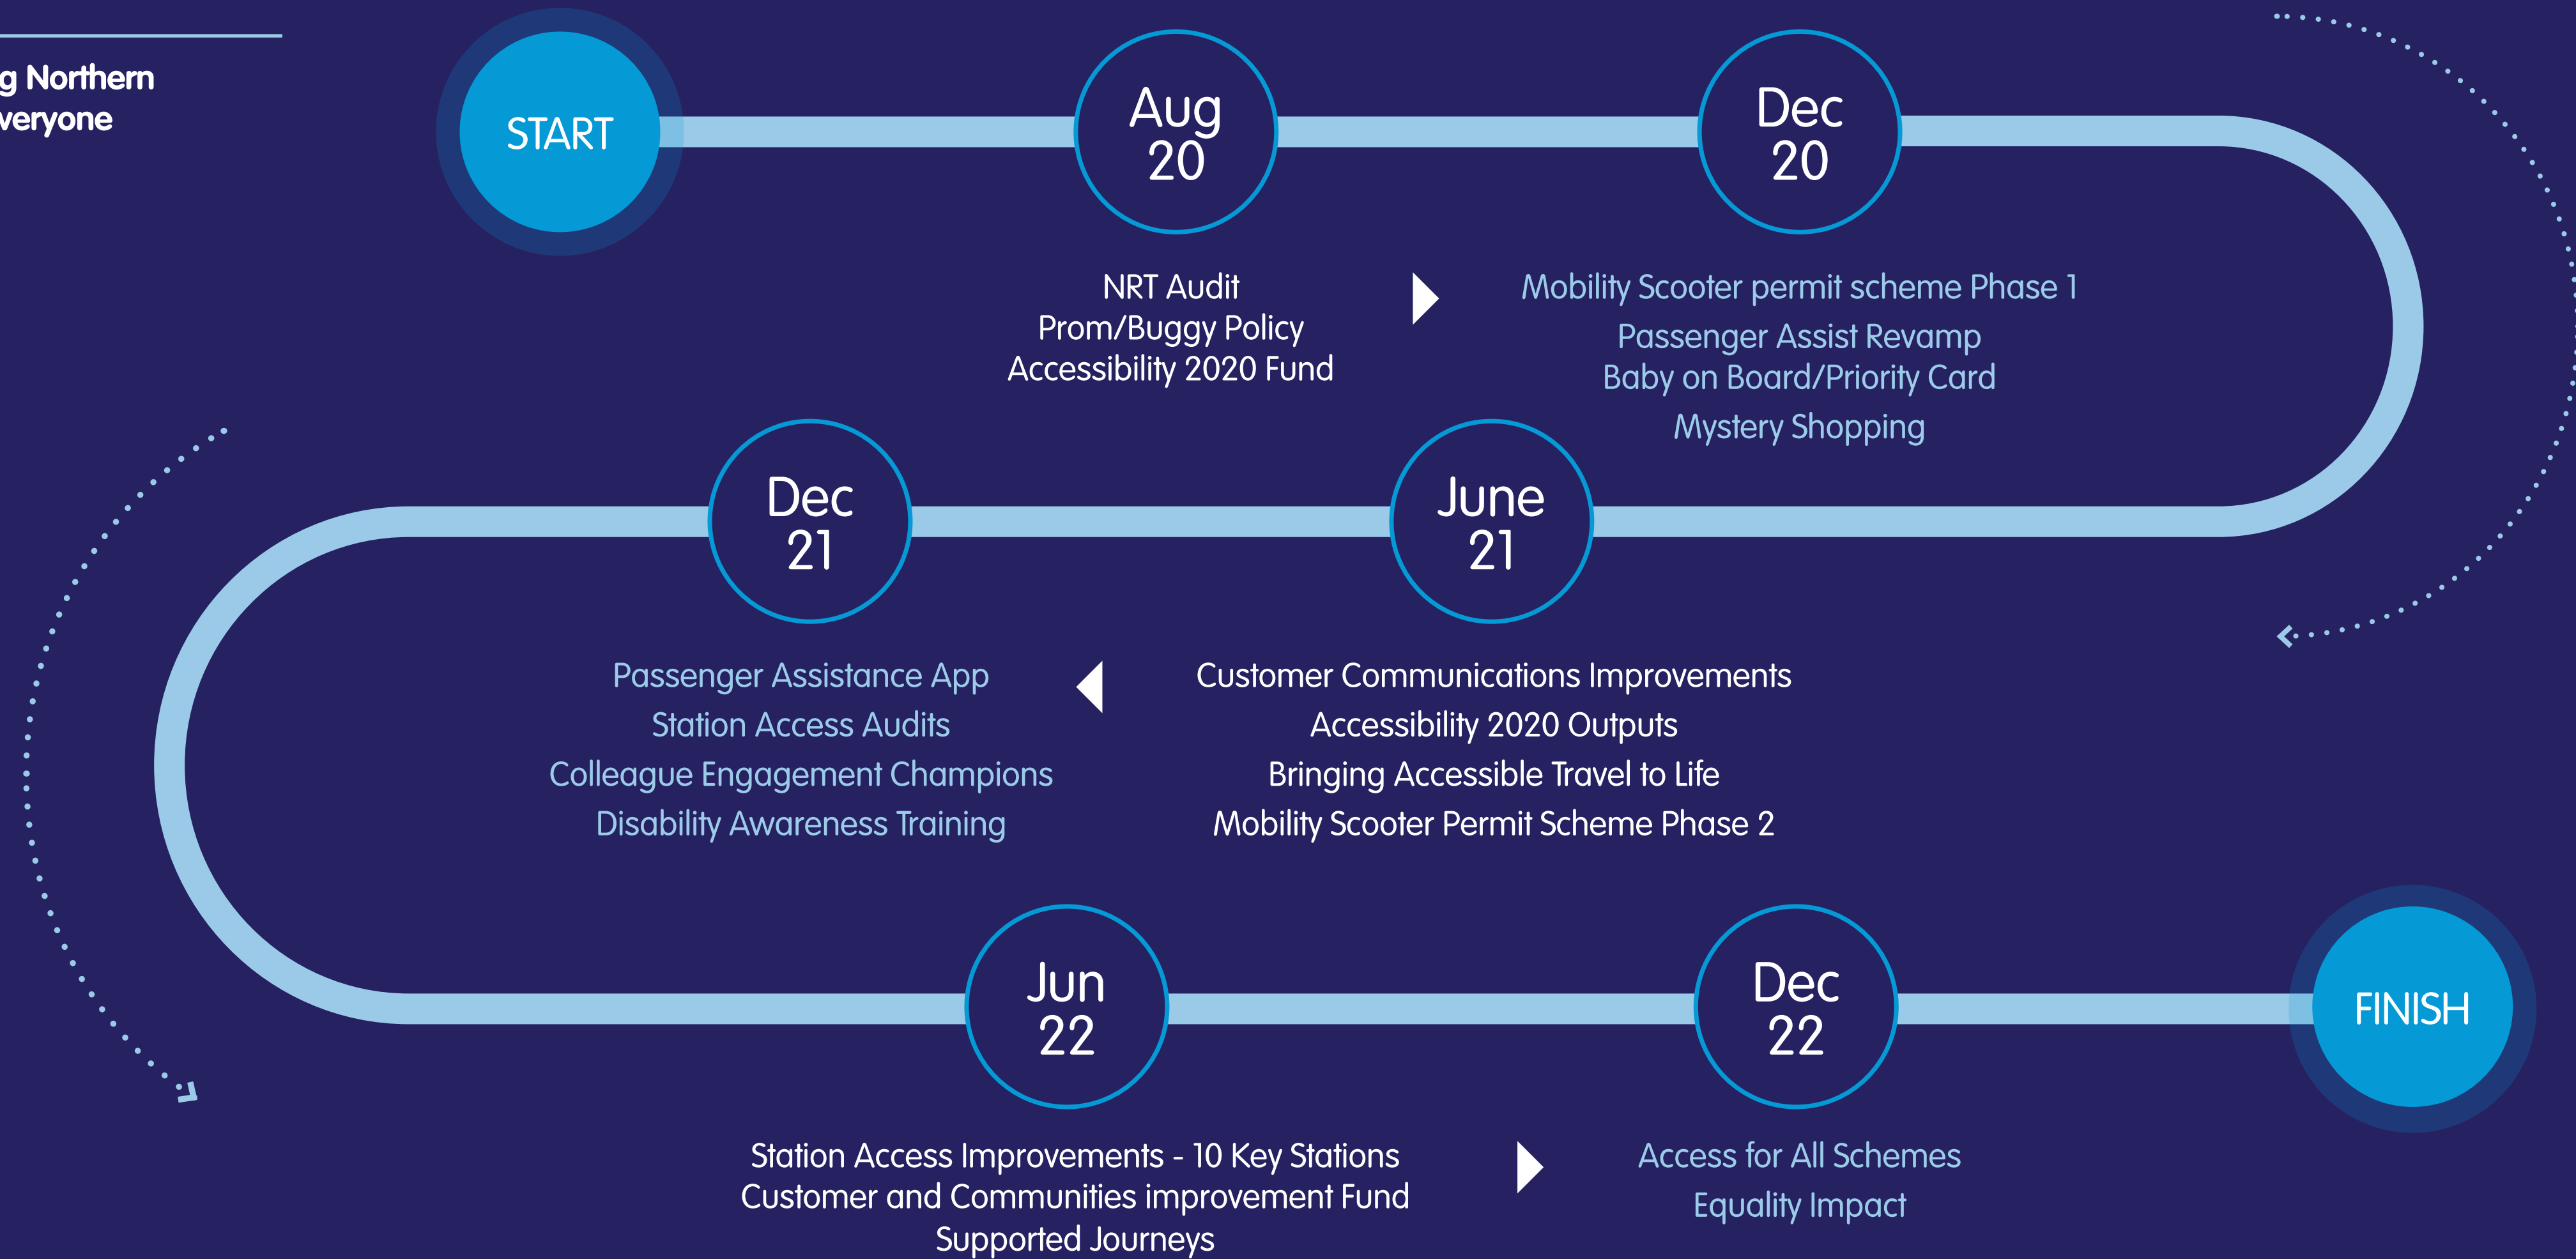 g Northern
veryone
START
Aug
20
Dec
20
NRT Audit
Prom/Buggy Policy
Accessibility 2020 Fund
Mobility Scooter permit scheme Phase 1
Passenger Assist Revamp
Baby on Board/Priority Card
Mystery Shopping
June
21
Dec
21
Customer Communications Improvements
Accessibility 2020 Outputs
Bringing Accessible Travel to Life
Mobility Scooter Permit Scheme Phase 2
Passenger Assistance App
Station Access Audits
Colleague Engagement Champions
Disability Awareness Training
Jun
22
Dec
22
FINISH
Station Access Improvements - 10 Key Stations
Customer and Communities improvement Fund
Supported Journeys
Access for All Schemes
Equality Impact